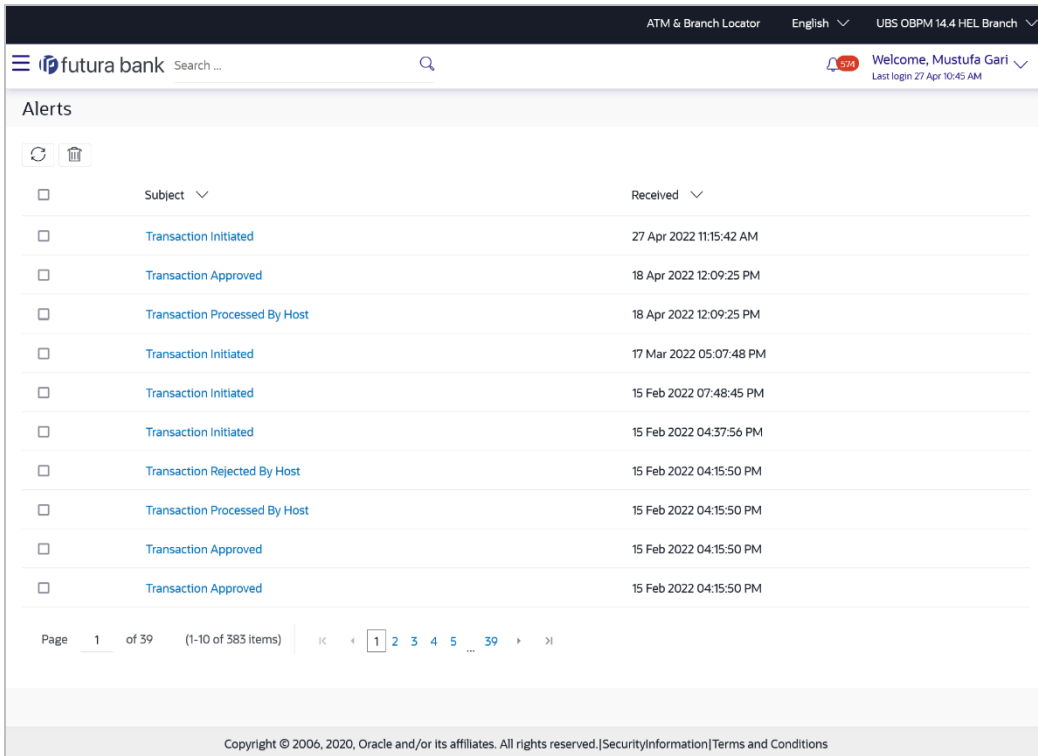 ATM & Branch Locator English UBS OBPM 14.4 HEL Branch
futura bank Search ... 574 Welcome, Mustufa Gari
Last login 27 Apr 10:45 AM
Alerts
Subject Received
Transaction Initiated 27 Apr 2022 11:15:42 AM
Transaction Approved 18 Apr 2022 12:09:25 PM
Transaction Processed By Host 18 Apr 2022 12:09:25 PM
Transaction Initiated 17 Mar 2022 05:07:48 PM
Transaction Initiated 15 Feb 2022 07:48:45 PM
Transaction Initiated 15 Feb 2022 04:37:56 PM
Transaction Rejected By Host 15 Feb 2022 04:15:50 PM
Transaction Processed By Host 15 Feb 2022 04:15:50 PM
Transaction Approved 15 Feb 2022 04:15:50 PM
Transaction Approved 15 Feb 2022 04:15:50 PM
Page 1 of 39 (1-10 of 383 items) 1 2 3 4 5 ... 39
Copyright © 2006, 2020, Oracle and/or its affiliates. All rights reserved.|SecurityInformation|Terms and Conditions